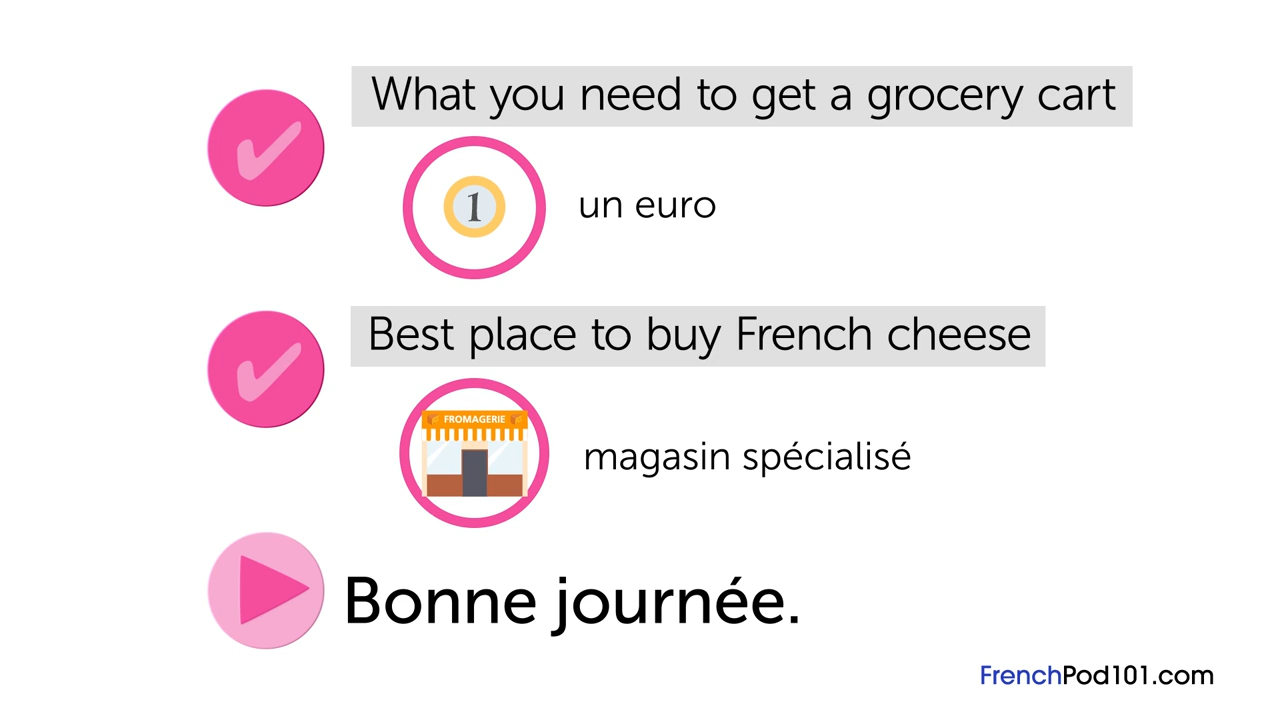 What you need to get a grocery cart
1
un euro
Best place to buy French cheese
FROMAGERIE
magasin spécialisé
Bonne journée.
FrenchPod101.com